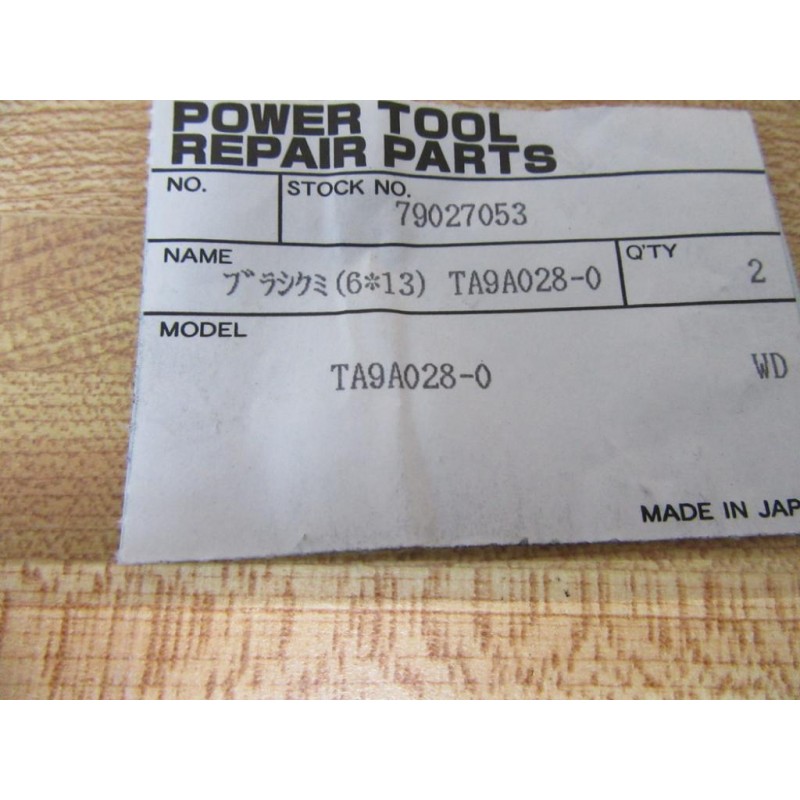 POWER TOOL
REPAIR PARTS
NO.
STOCK NO.
79027053
NAME
Q'TY
ブラシクミ(6*13) TA9A028-0
2
MODEL
TA9A028-0
WD
MADE IN JAP